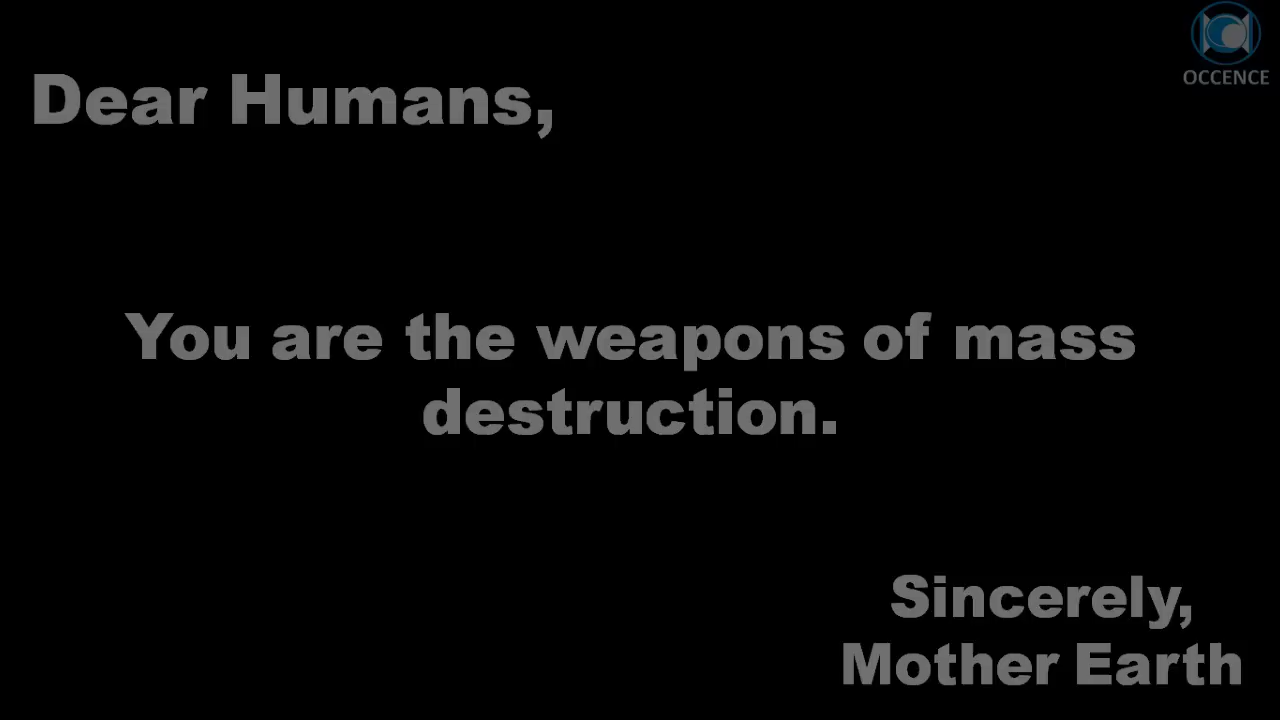 OCCENCE
Dear Humans,
You are the weapons of mass
destruction.
Sincerely,
Mother Earth